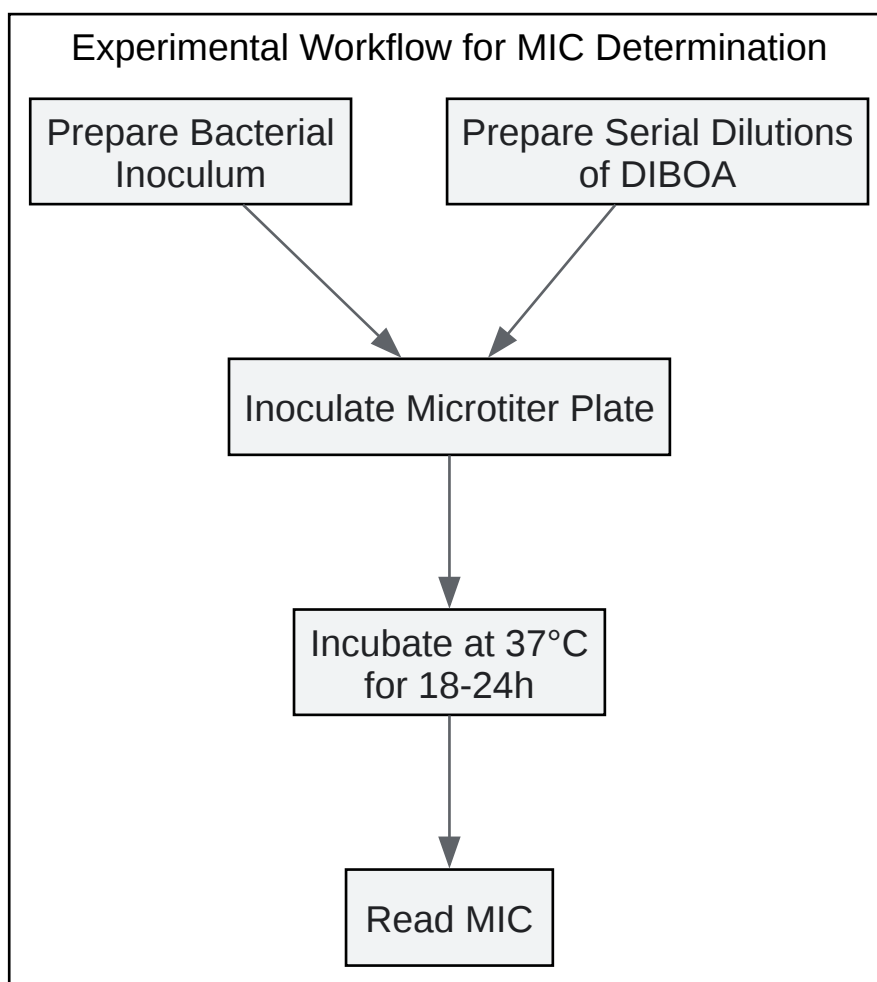 Experimental Workflow for MIC Determination
Prepare Bacterial
Inoculum
Prepare Serial Dilutions
of DIBOA
Inoculate Microtiter Plate
Incubate at 37°C
for 18-24h
Read MIC